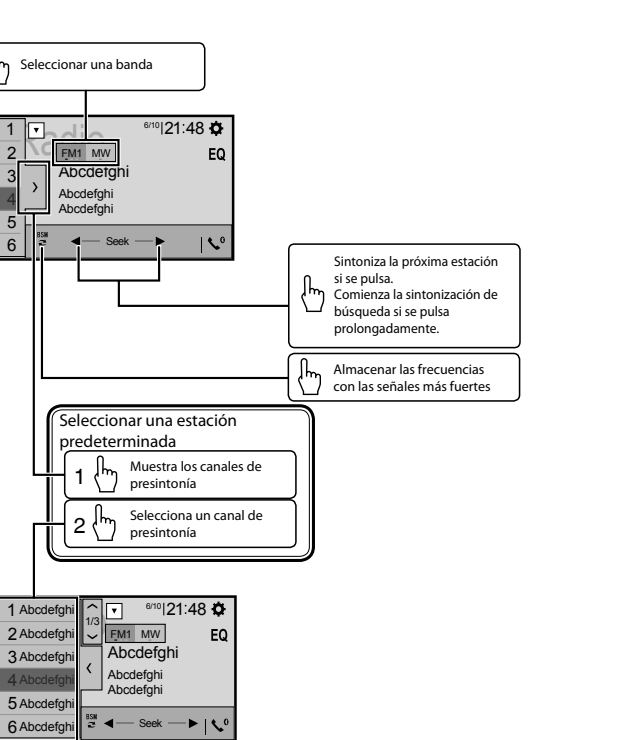 Seleccionar una banda
Radio
6/10 21:48
1
2
3
4
5
6
FM1 MW
EQ
Abcdefghi
Abcdefghi
Abcdefghi
BSM
Seek
0
Sintoniza la próxima estación
si se pulsa.
Comienza la sintonización de
búsqueda si se pulsa
prolongadamente.
Almacenar las frecuencias
con las señales más fuertes
Seleccionar una estación
predeterminada
1 Muestra los canales de
presintonía
2 Selecciona un canal de
presintonía
1 Abcdefghi
2 Abcdefghi
3 Abcdefghi
4 Abcdefghi
5 Abcdefghi
6 Abcdefghi
1/3
6/10 21:48
FM1 MW
EQ
Abcdefghi
Abcdefghi
Abcdefghi
BSM
Seek
0